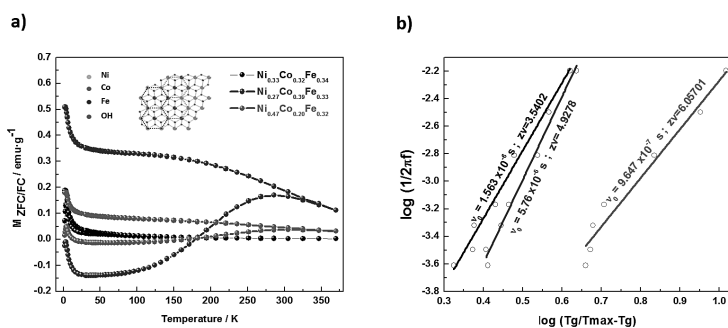 a)
b)
M ZFC/FC / emu·g⁻¹
0.7
0.6
0.5
0.4
0.3
0.2
0.1
0.0
-0.1
-0.2
0 50 100 150 200 250 300 350
Temperature / K
Ni
Co
Fe
OH
Ni0.33Co0.32Fe0.34
Ni0.27Co0.39Fe0.33
Ni0.47Co0.20Fe0.32
log (1/2πf)
-2.2
-2.4
-2.6
-2.8
-3.0
-3.2
-3.4
-3.6
-3.8
0.3 0.4 0.5 0.6 0.7 0.8 0.9 1.0
log (Tg/Tmax-Tg)
ν0 = 1.563 x10⁻⁶ s ; zv=3.5402
ν0 = 5.76 x10⁻⁶ s ; zv= 4.9278
ν0 = 9.647 x10⁻⁷ s ; zv=6.05701